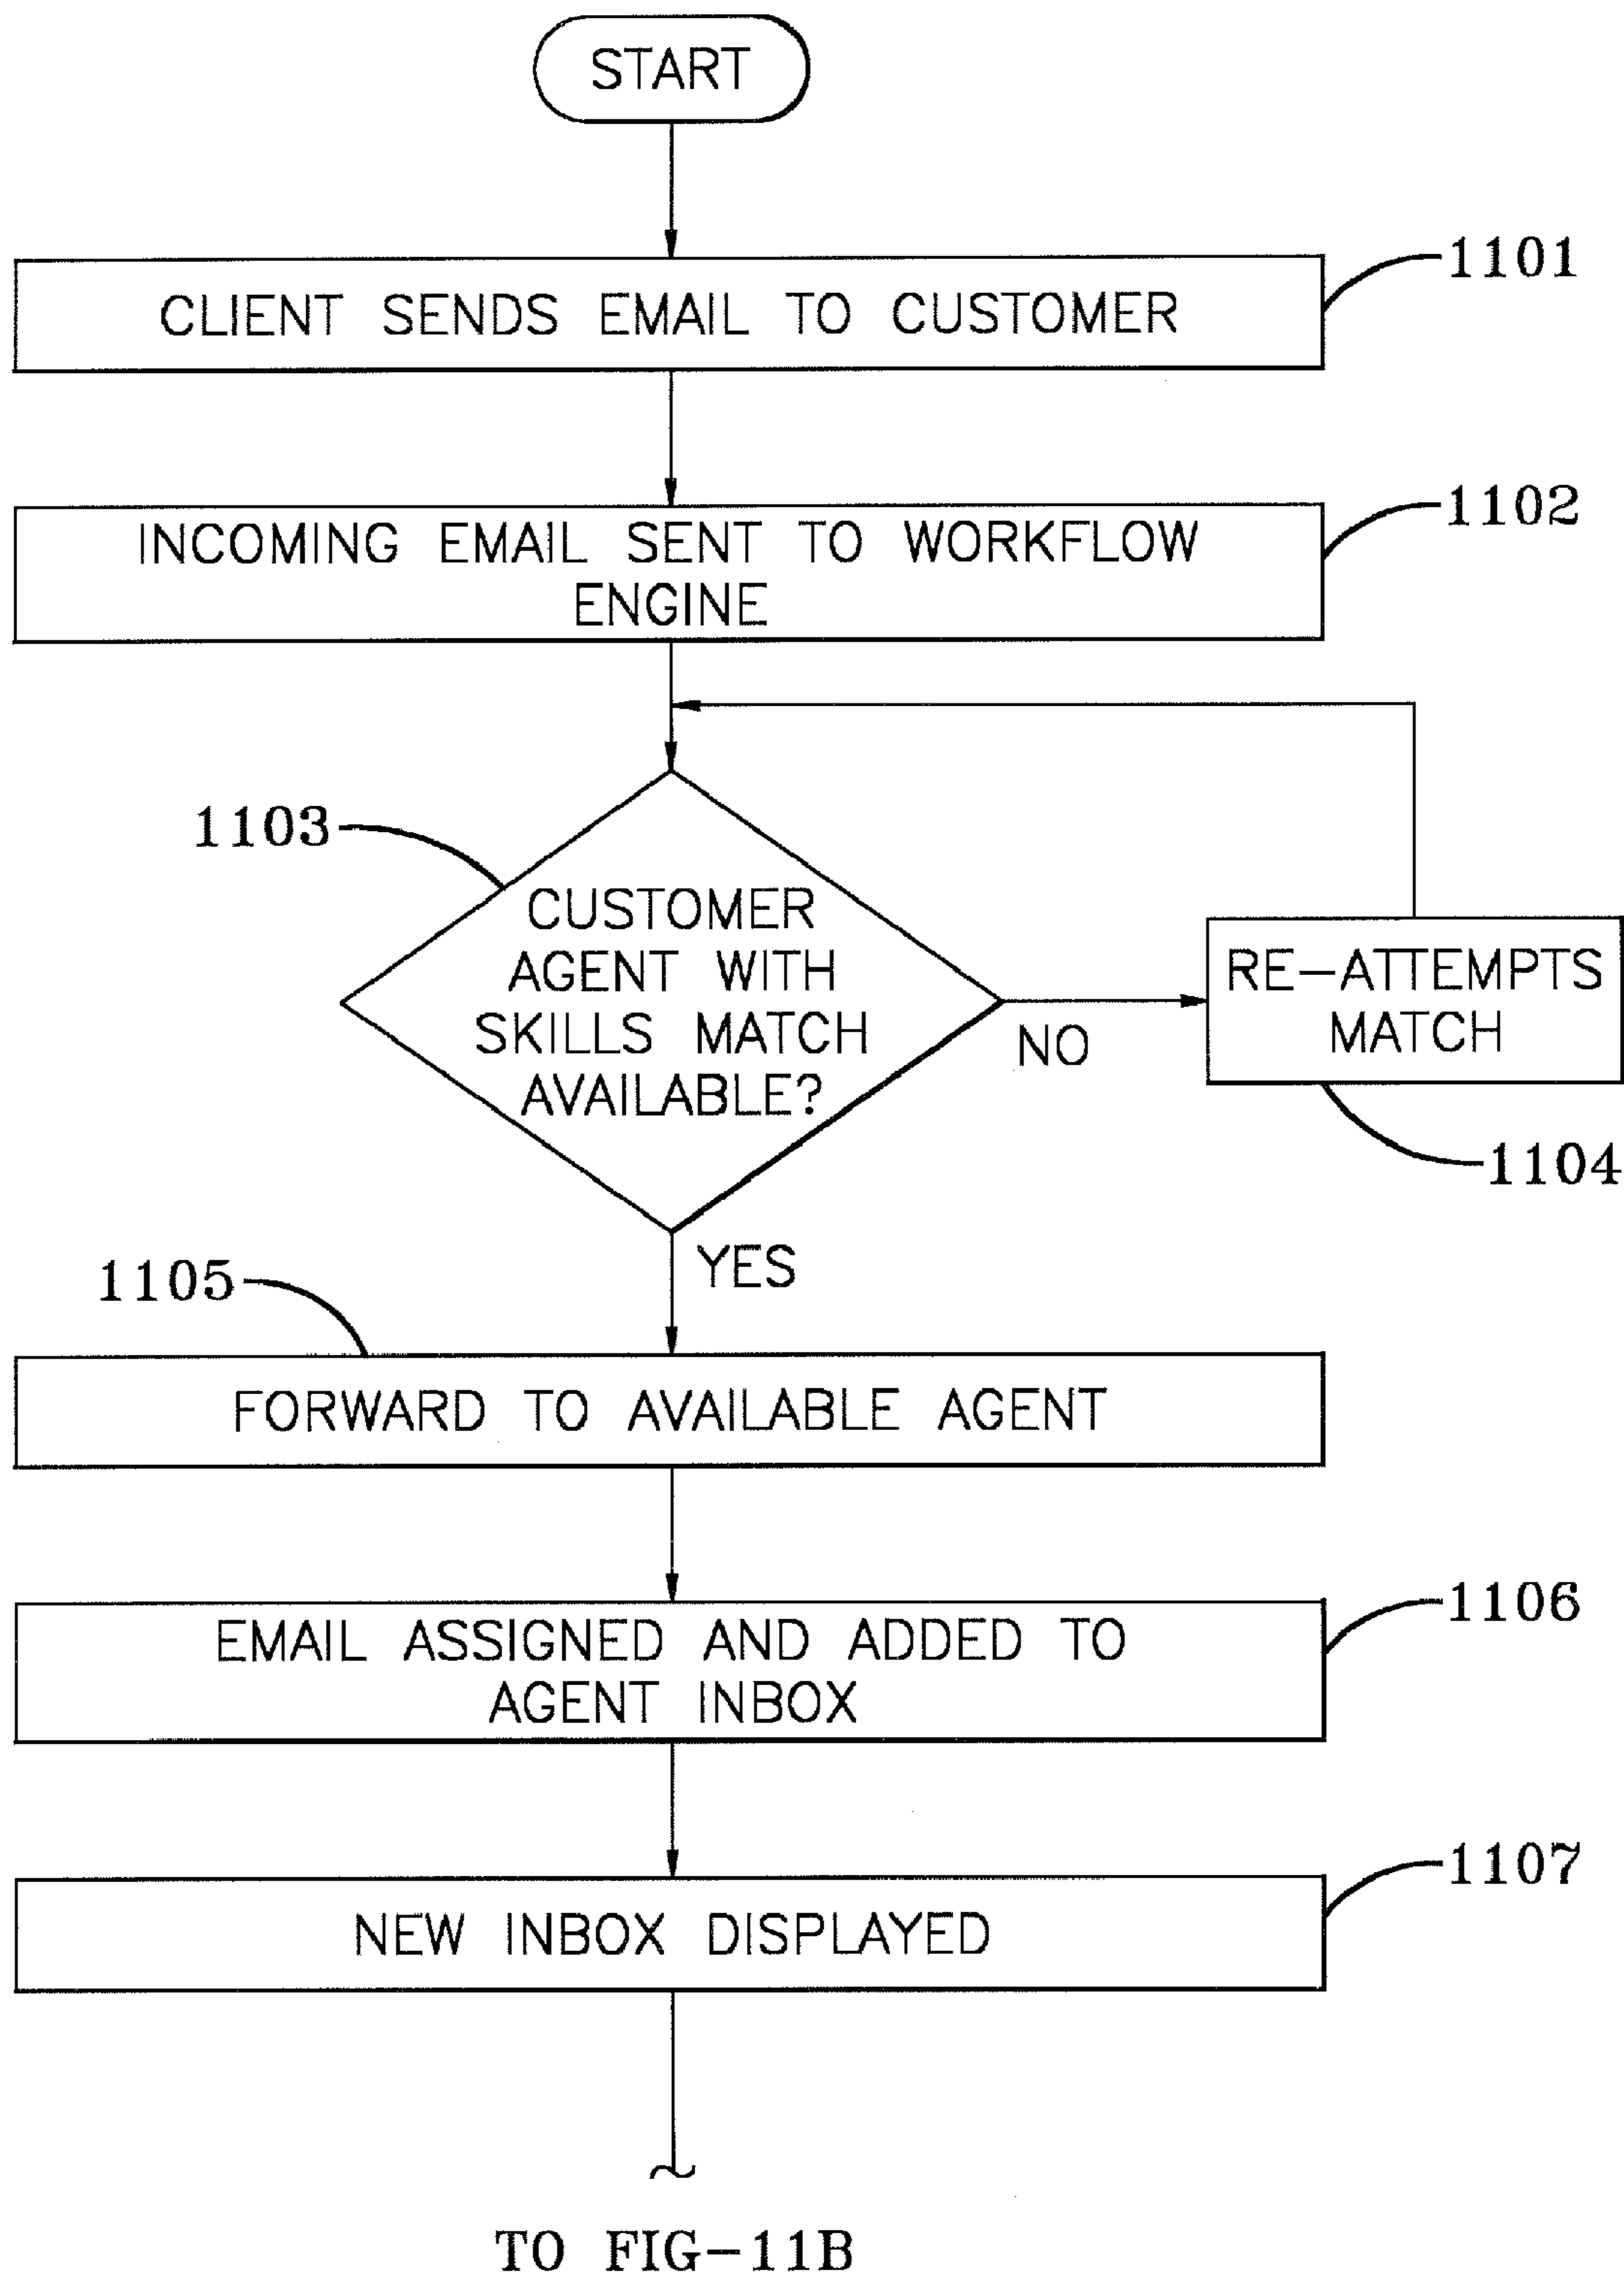 START
1101
CLIENT SENDS EMAIL TO CUSTOMER
1102
INCOMING EMAIL SENT TO WORKFLOW
ENGINE
1103
CUSTOMER
AGENT WITH
SKILLS MATCH
AVAILABLE?
NO
RE-ATTEMPTS
MATCH
1104
YES
1105
FORWARD TO AVAILABLE AGENT
1106
EMAIL ASSIGNED AND ADDED TO
AGENT INBOX
1107
NEW INBOX DISPLAYED
TO FIG-11B